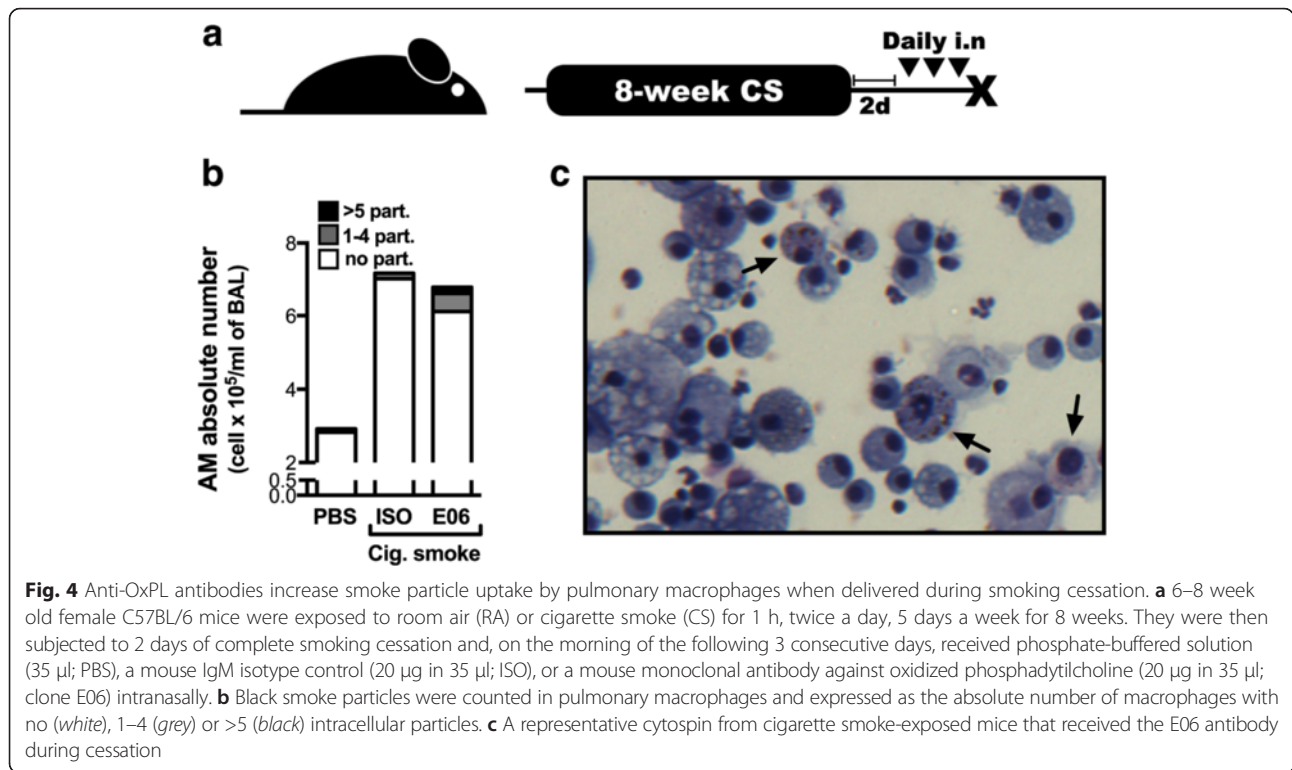 a
Daily i.n
8-week CS
2d
X
b
c
>5 part.
1-4 part.
no part.
AM absolute number
(cell x 10⁵/ml of BAL)
8
6
4
2
0.5
0.0
PBS ISO E06
Cig. smoke
Fig. 4 Anti-OxPL antibodies increase smoke particle uptake by pulmonary macrophages when delivered during smoking cessation. a 6–8 week
old female C57BL/6 mice were exposed to room air (RA) or cigarette smoke (CS) for 1 h, twice a day, 5 days a week for 8 weeks. They were then
subjected to 2 days of complete smoking cessation and, on the morning of the following 3 consecutive days, received phosphate-buffered solution
(35 μl; PBS), a mouse IgM isotype control (20 μg in 35 μl; ISO), or a mouse monoclonal antibody against oxidized phosphadytilcholine (20 μg in 35 μl;
clone E06) intranasally. b Black smoke particles were counted in pulmonary macrophages and expressed as the absolute number of macrophages with
no (white), 1–4 (grey) or >5 (black) intracellular particles. c A representative cytospin from cigarette smoke-exposed mice that received the E06 antibody
during cessation